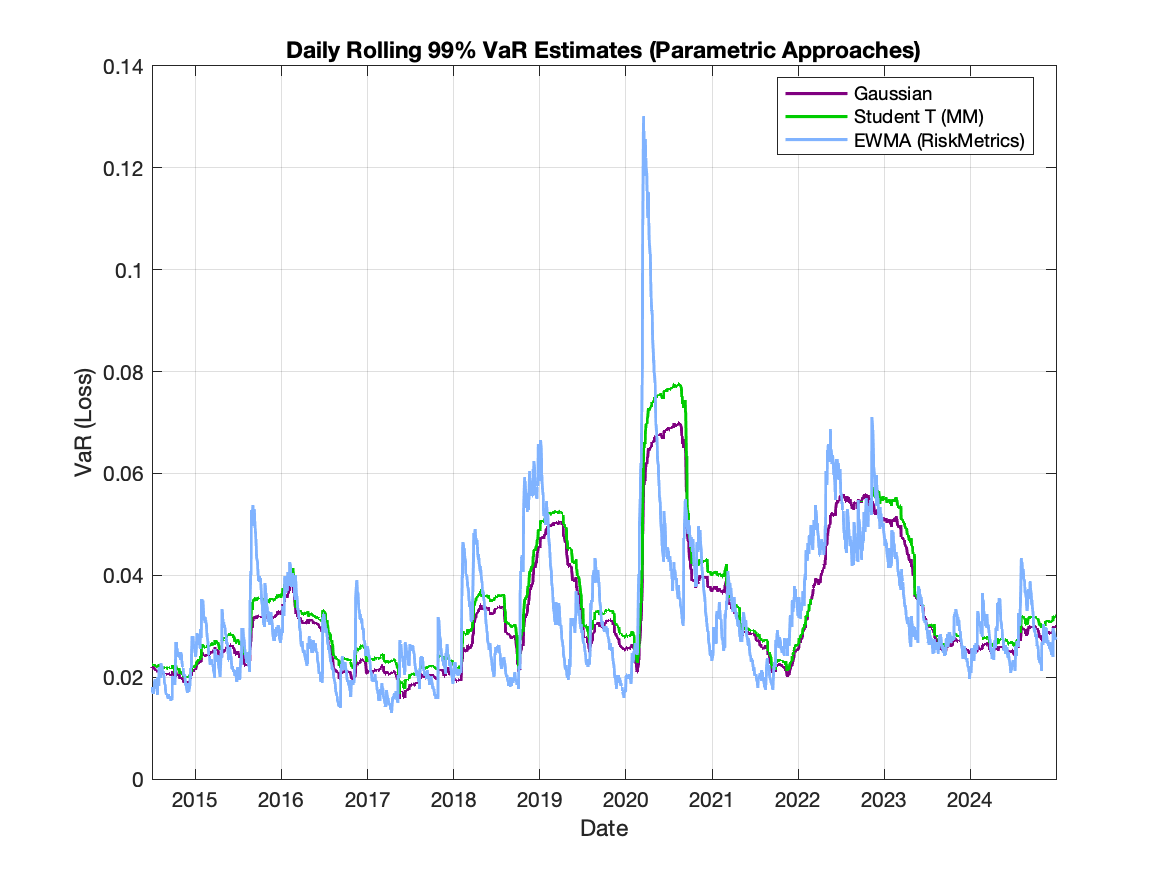 Daily Rolling 99% VaR Estimates (Parametric Approaches)
0.14
0.12
0.1
0.08
0.06
0.04
0.02
0
VaR (Loss)
Gaussian
Student T (MM)
EWMA (RiskMetrics)
2015 2016 2017 2018 2019 2020 2021 2022 2023 2024
Date